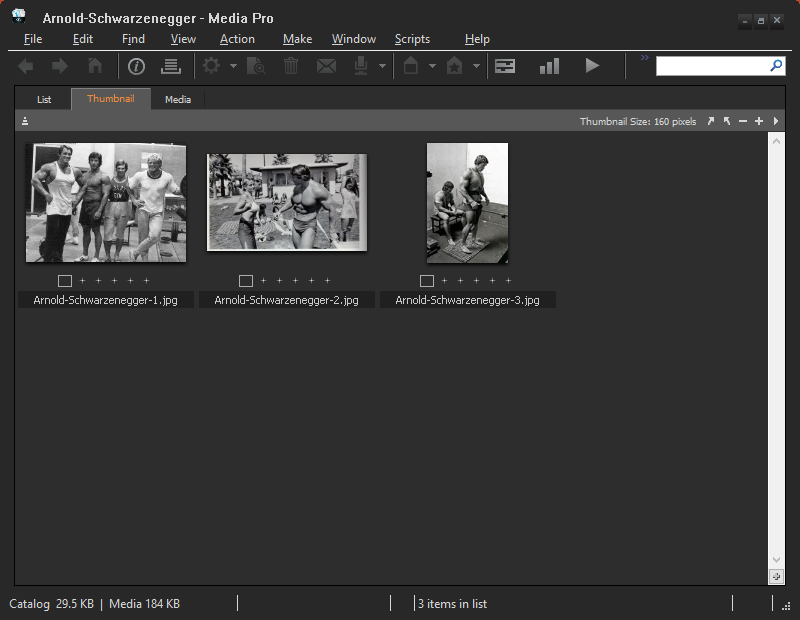 Arnold-Schwarzenegger - Media Pro
File Edit Find View Action Make Window Scripts Help
List Thumbnail Media
Thumbnail Size: 160 pixels
Arnold-Schwarzenegger-1.jpg Arnold-Schwarzenegger-2.jpg Arnold-Schwarzenegger-3.jpg
Catalog 29.5 KB | Media 184 KB 3 items in list